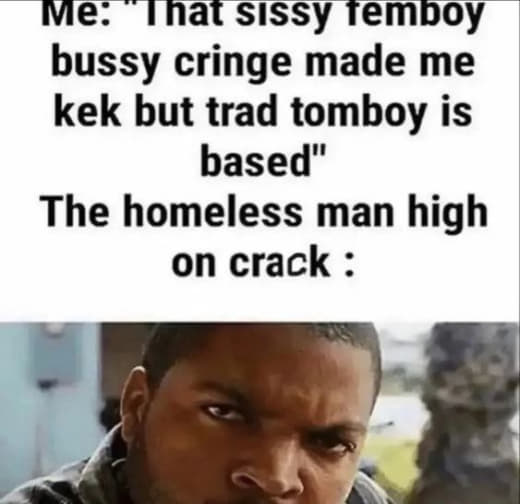 Me: "That sissy femboy
bussy cringe made me
kek but trad tomboy is
based"
The homeless man high
on crack :